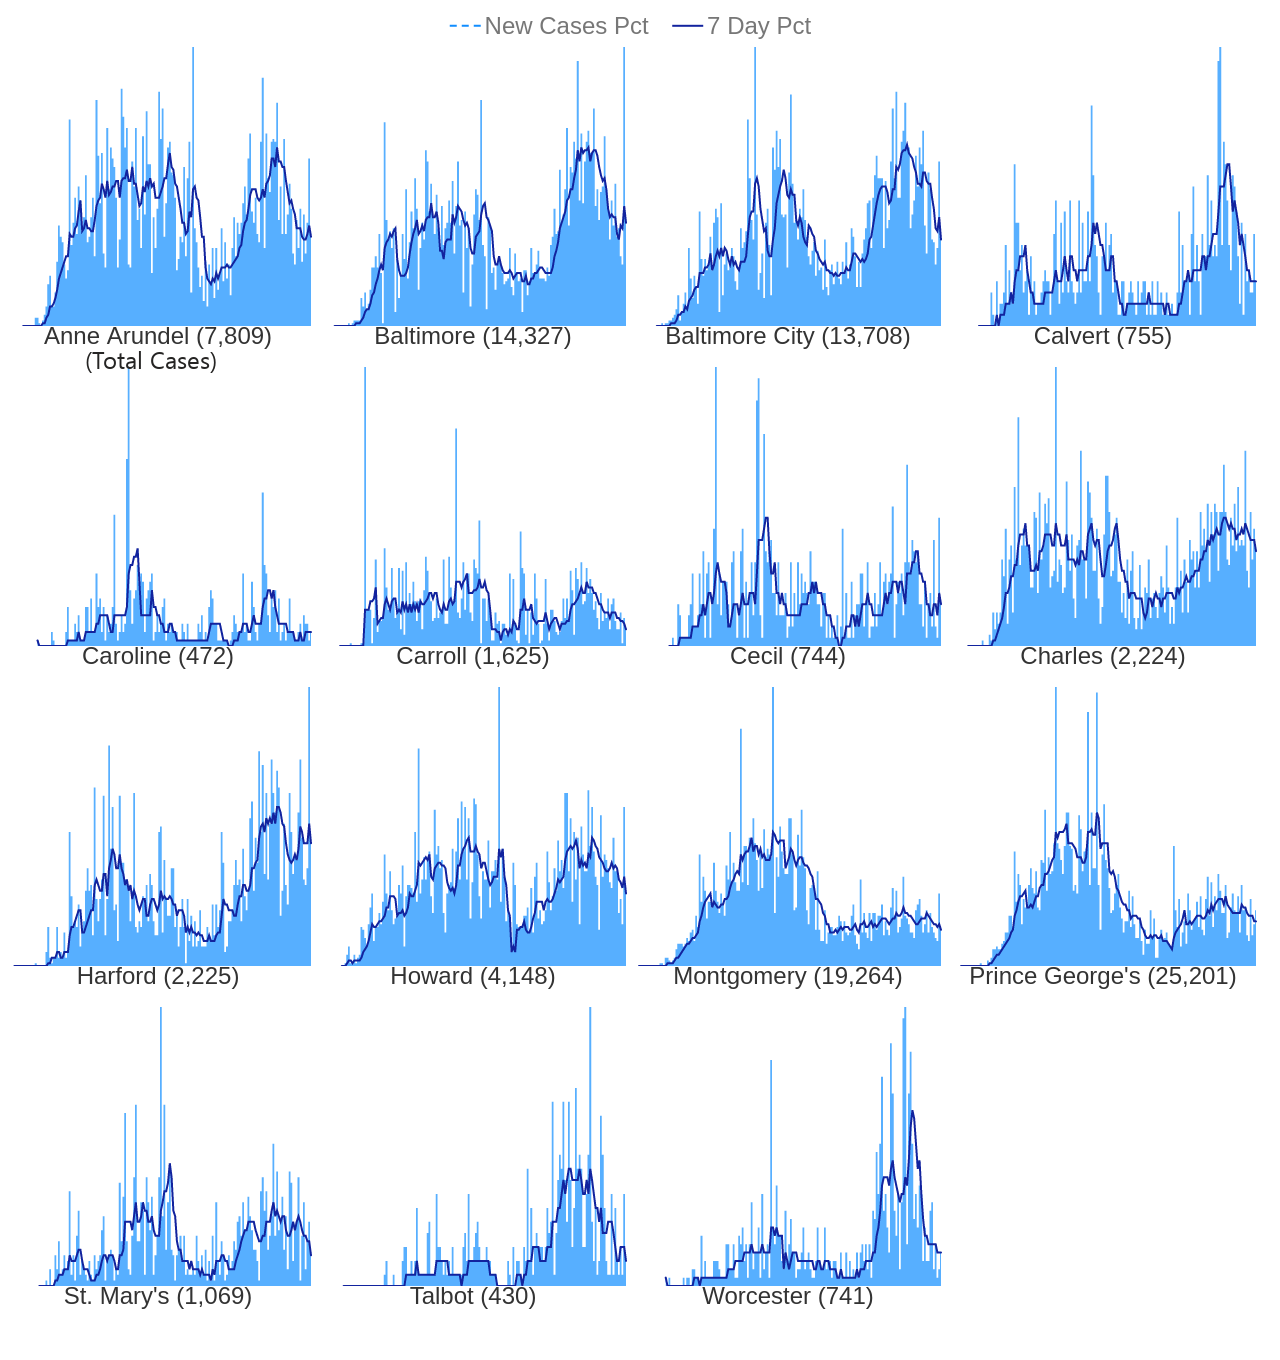 New Cases Pct 7 Day Pct
Anne Arundel (7,809) Baltimore (14,327) Baltimore City (13,708) Calvert (755)
(Total Cases)
Caroline (472) Carroll (1,625) Cecil (744) Charles (2,224)
Harford (2,225) Howard (4,148) Montgomery (19,264) Prince George's (25,201)
St. Mary's (1,069) Talbot (430) Worcester (741)